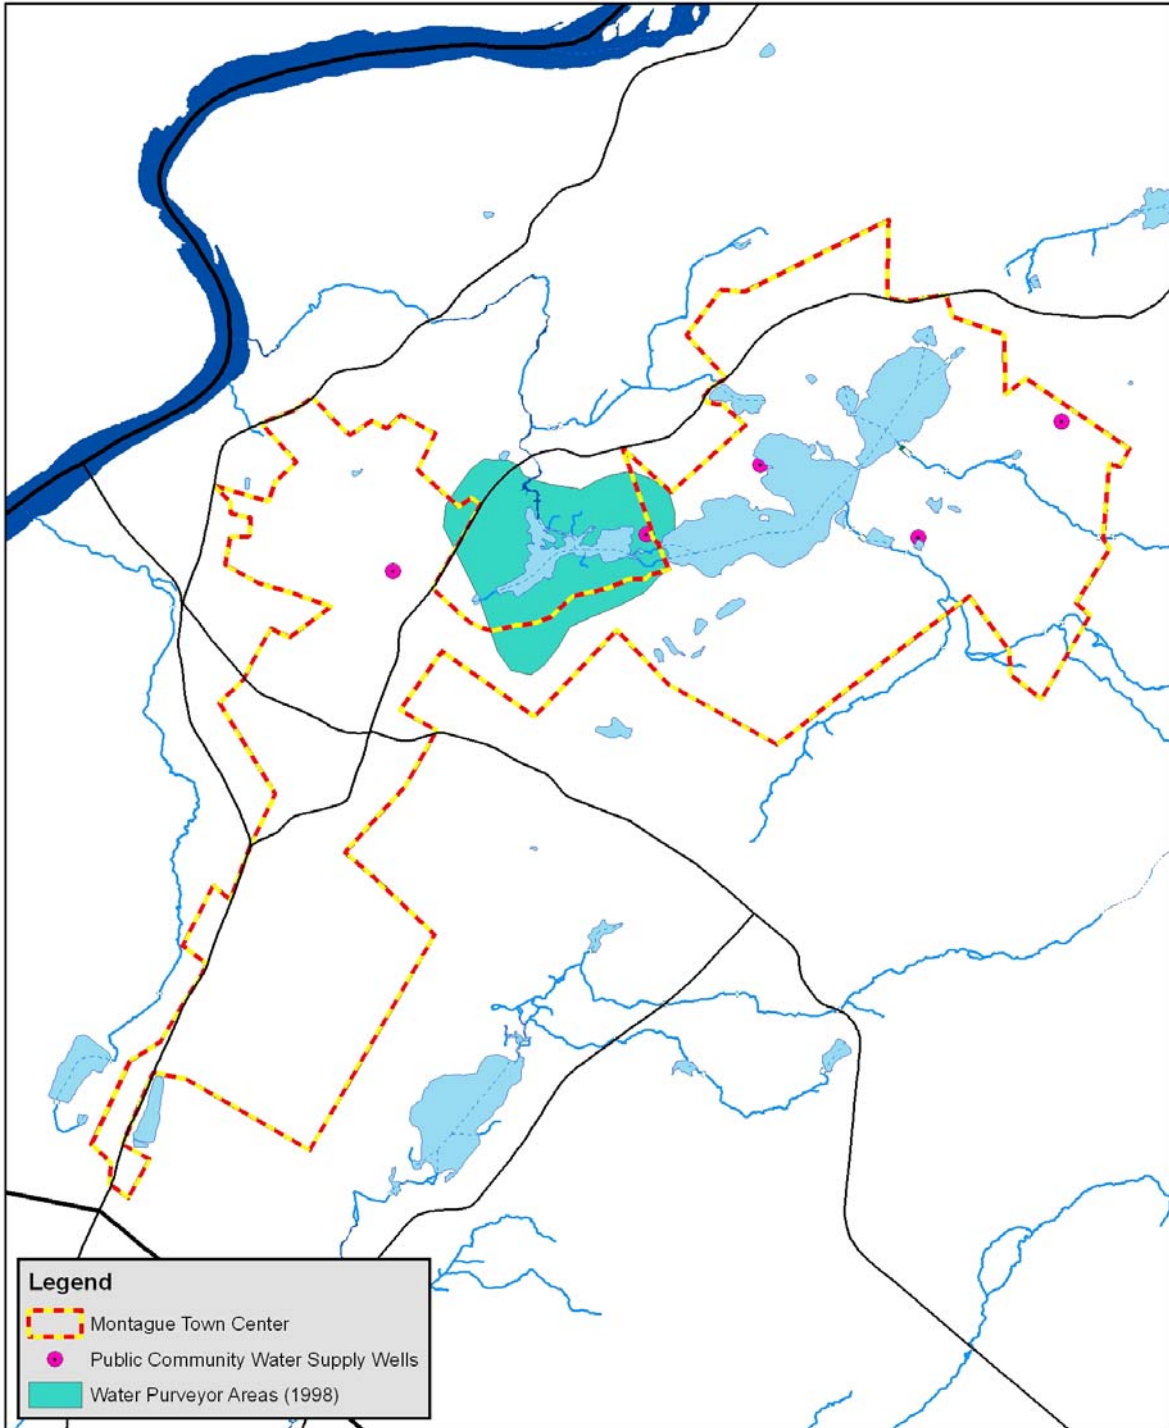 Legend
Montague Town Center
Public Community Water Supply Wells
Water Purveyor Areas (1998)